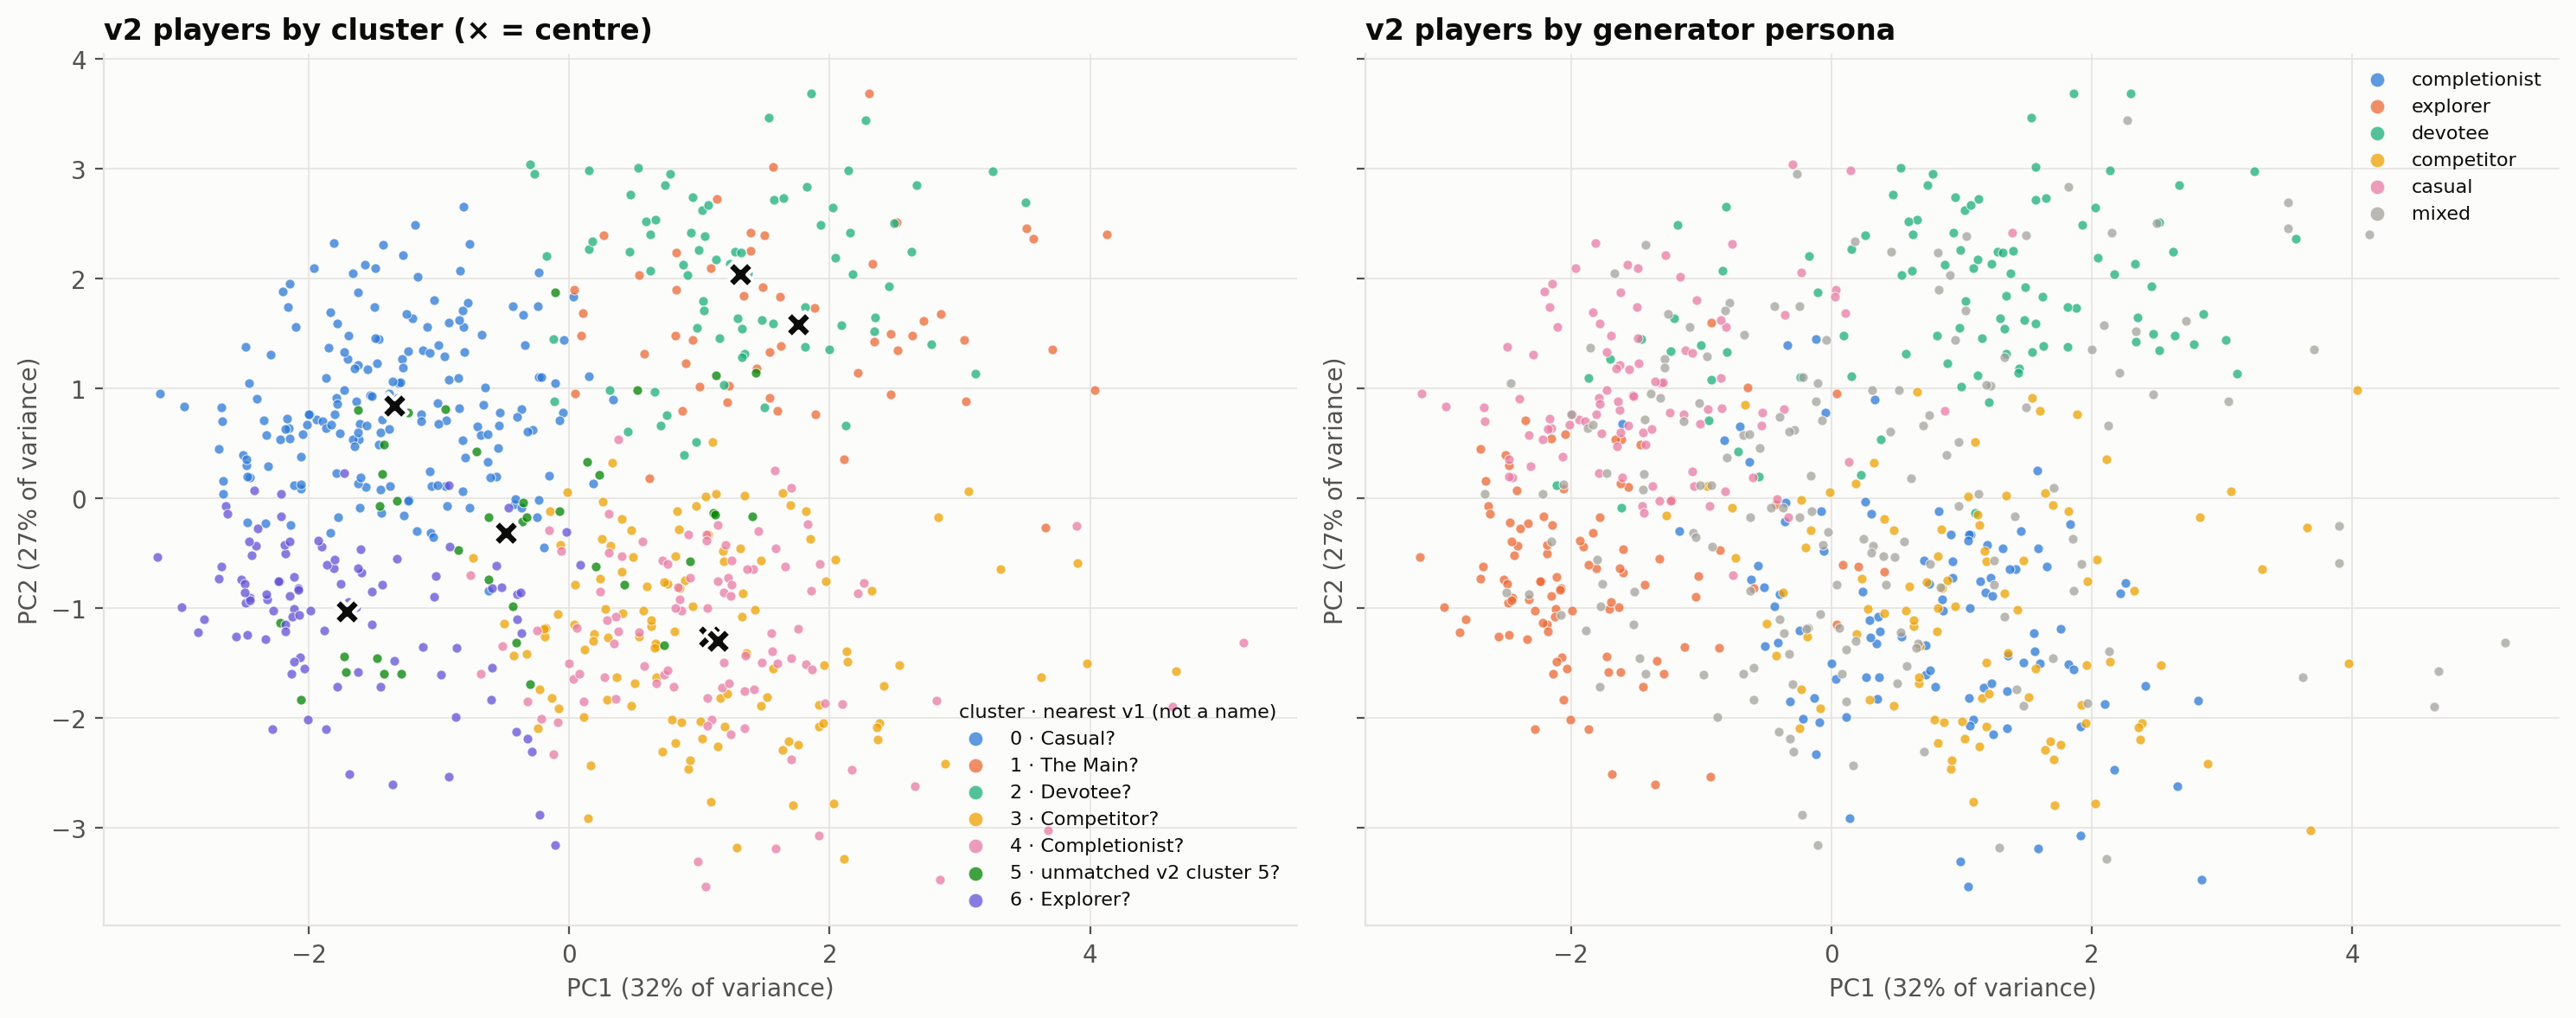 v2 players by cluster (× = centre)
4
3
2
1
0
−1
−2
−3
PC2 (27% of variance)
−2
0
2
4
PC1 (32% of variance)
cluster · nearest v1 (not a name)
0 · Casual?
1 · The Main?
2 · Devotee?
3 · Competitor?
4 · Completionist?
5 · unmatched v2 cluster 5?
6 · Explorer?
v2 players by generator persona
completionist
explorer
devotee
competitor
casual
mixed
PC2 (27% of variance)
−2
0
2
4
PC1 (32% of variance)